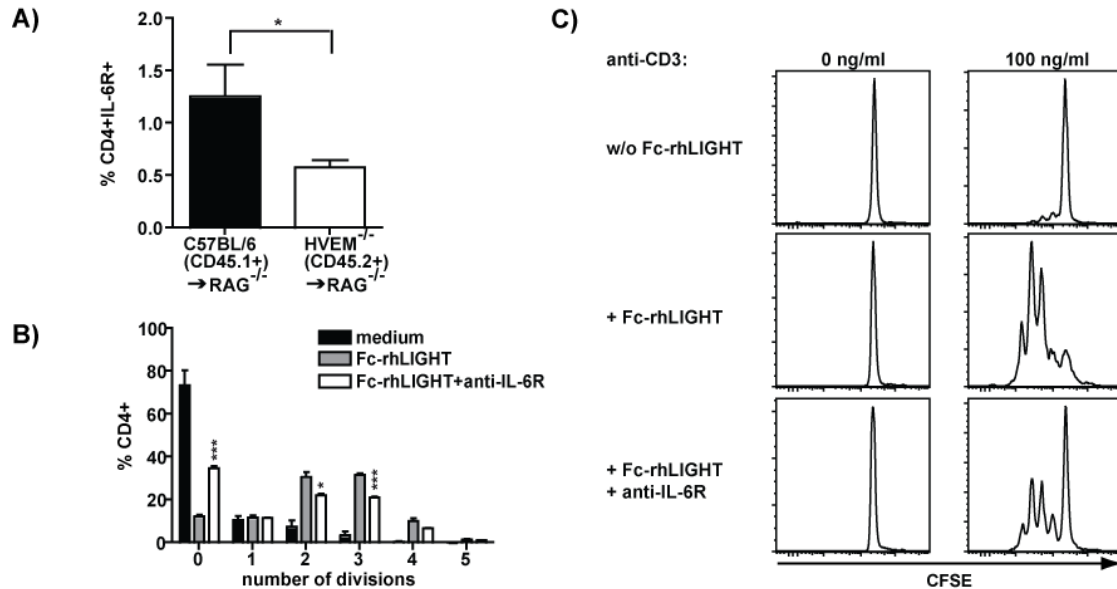 A)
2.0
1.5
1.0
0.5
0.0
% CD4+IL-6R+
*
C57BL/6
(CD45.1+)
→RAG-/-
HVEM-/-
(CD45.2+)
→RAG-/-
B)
100
80
60
40
20
0
% CD4+
medium
Fc-rhLIGHT
Fc-rhLIGHT+anti-IL-6R
***
*
***
0 1 2 3 4 5
number of divisions
C)
anti-CD3: 0 ng/ml 100 ng/ml
w/o Fc-rhLIGHT
+ Fc-rhLIGHT
+ Fc-rhLIGHT
+ anti-IL-6R
CFSE